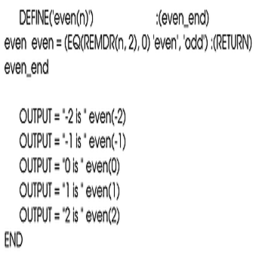 DEFINE('even(n)') :(even_end)
even even = (EQ(REMDR(n, 2), 0) 'even', 'odd') :(RETURN)
even_end
OUTPUT = "-2 is " even(-2)
OUTPUT = "-1 is " even(-1)
OUTPUT = "0 is " even(0)
OUTPUT = "1 is " even(1)
OUTPUT = "2 is " even(2)
END